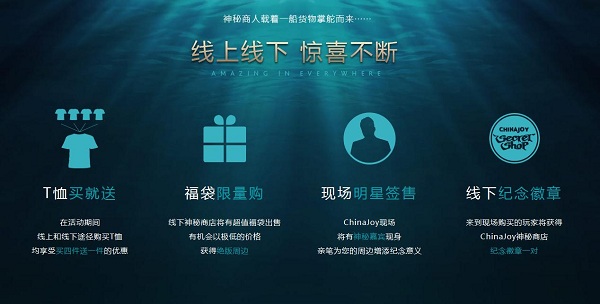 神秘商人载着一船货物掌舵而来……
线上线下 惊喜不断
AMAZING IN EVERYWHERE
CHINAJOY
Secret
Shop
T恤买就送
福袋限量购
现场明星签售
线下纪念徽章
在活动期间
线上和线下途径购买T恤
均享受买四件送一件的优惠
线下神秘商店将有超值福袋出售
有机会以极低的价格
获得绝版周边
ChinaJoy现场
将有神秘嘉宾现身
亲笔为您的周边增添纪念意义
来到现场购买的玩家将获得
ChinaJoy神秘商店
纪念徽章一对